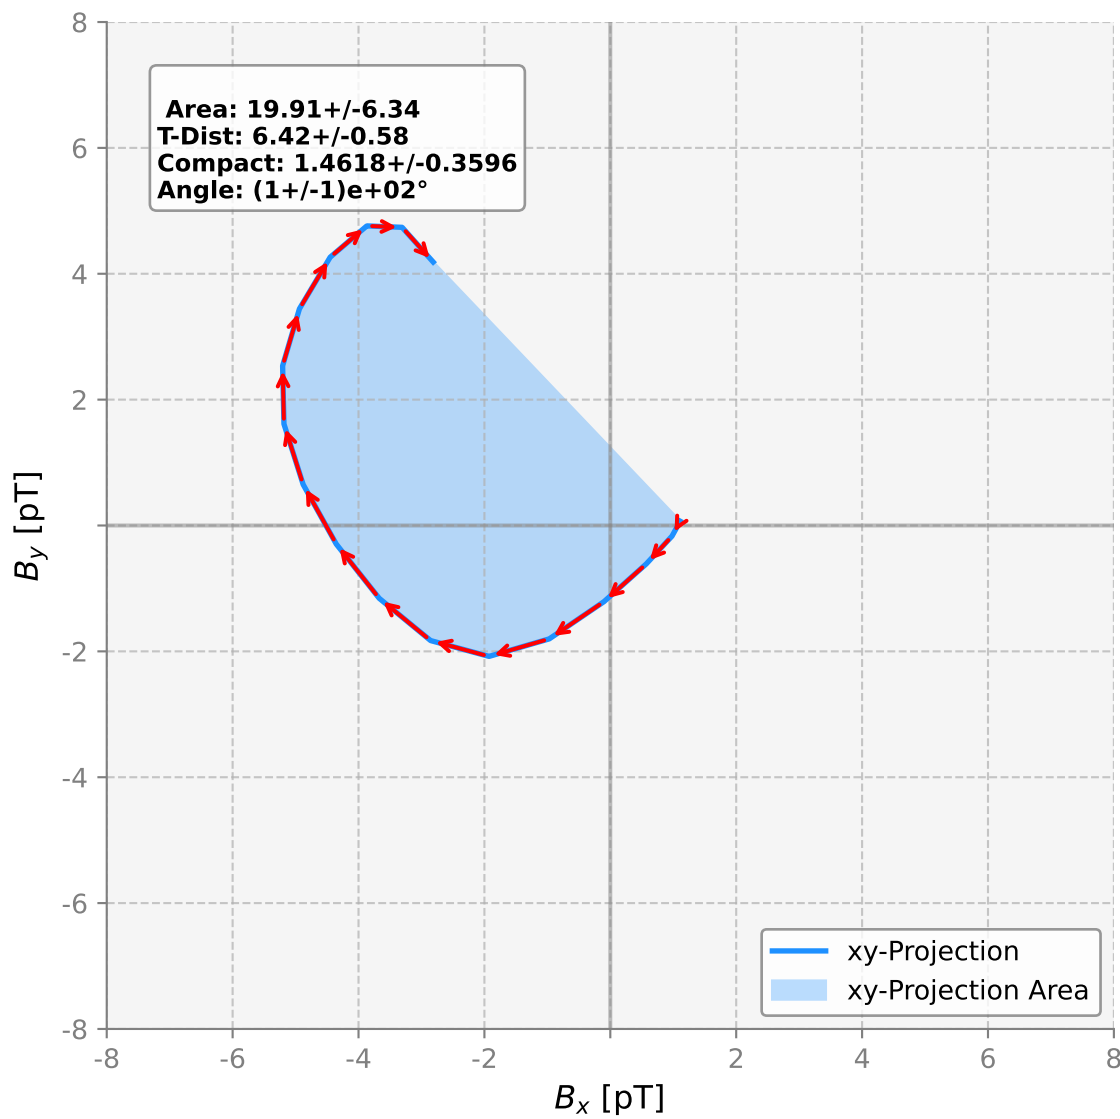 8
6
4
2
-2
-4
-6
-8
-8
-6
-4
-2
2
4
6
8
B_y [pT]
B_x [pT]
Area: 19.91+/-6.34
T-Dist: 6.42+/-0.58
Compact: 1.4618+/-0.3596
Angle: (1+/-1)e+02°
xy-Projection
xy-Projection Area